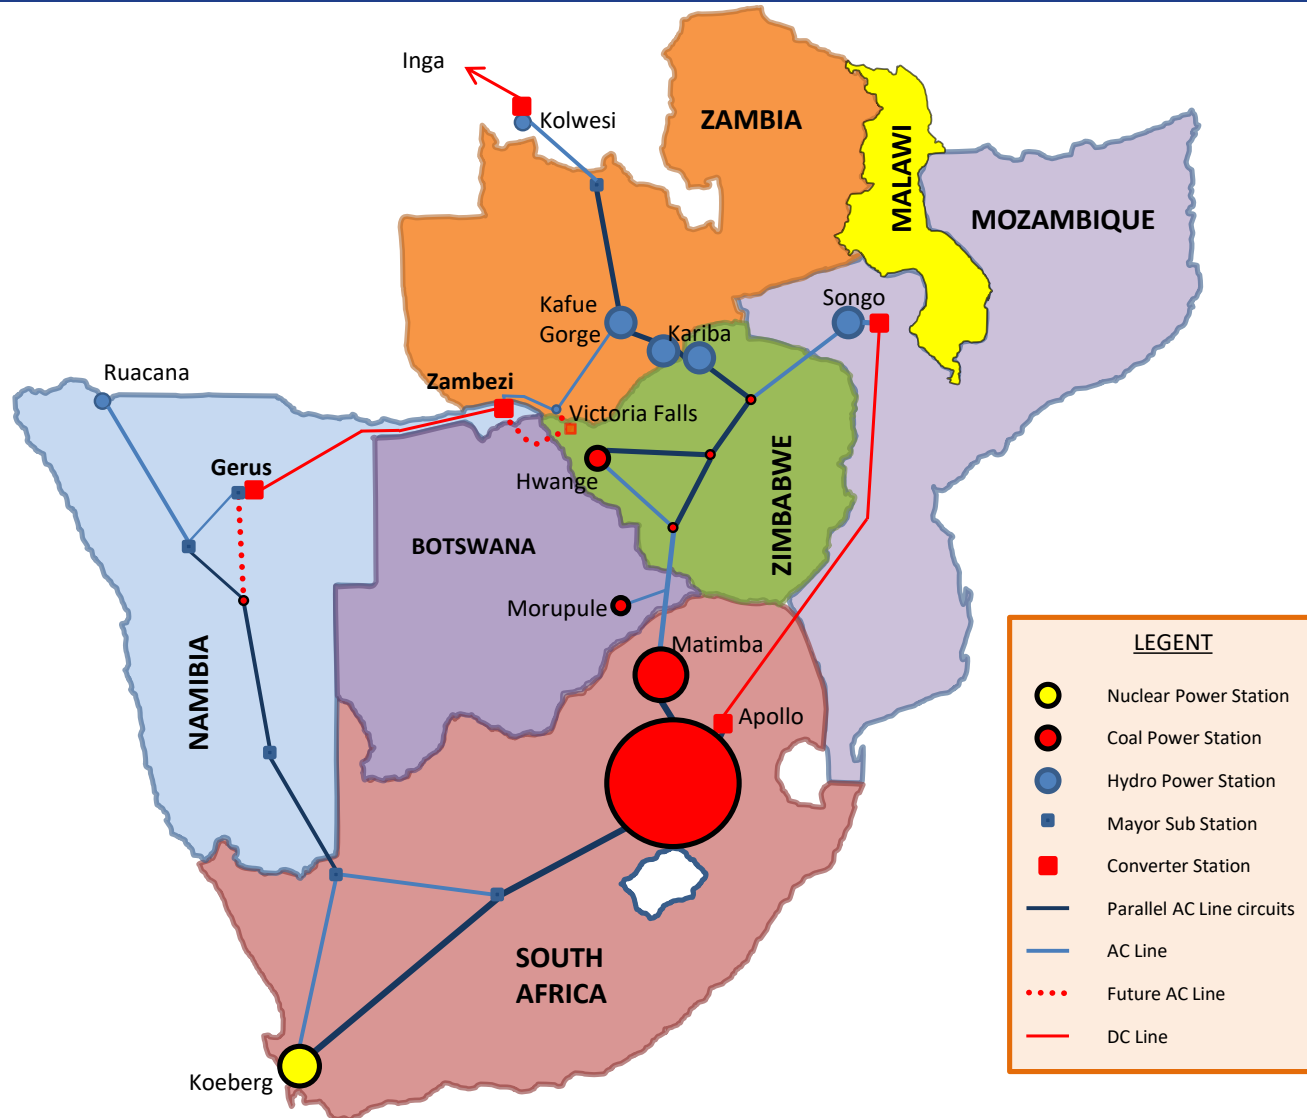 Inga
Kolwesi
ZAMBIA
MALAWI
MOZAMBIQUE
Kafue
Gorge
Kariba
Songo
Ruacana
Zambezi
Victoria Falls
Gerus
Hwange
ZIMBABWE
BOTSWANA
Morupule
NAMIBIA
Matimba
Apollo
SOUTH
AFRICA
Koeberg
LEGENT
Nuclear Power Station
Coal Power Station
Hydro Power Station
Mayor Sub Station
Converter Station
Parallel AC Line circuits
AC Line
Future AC Line
DC Line